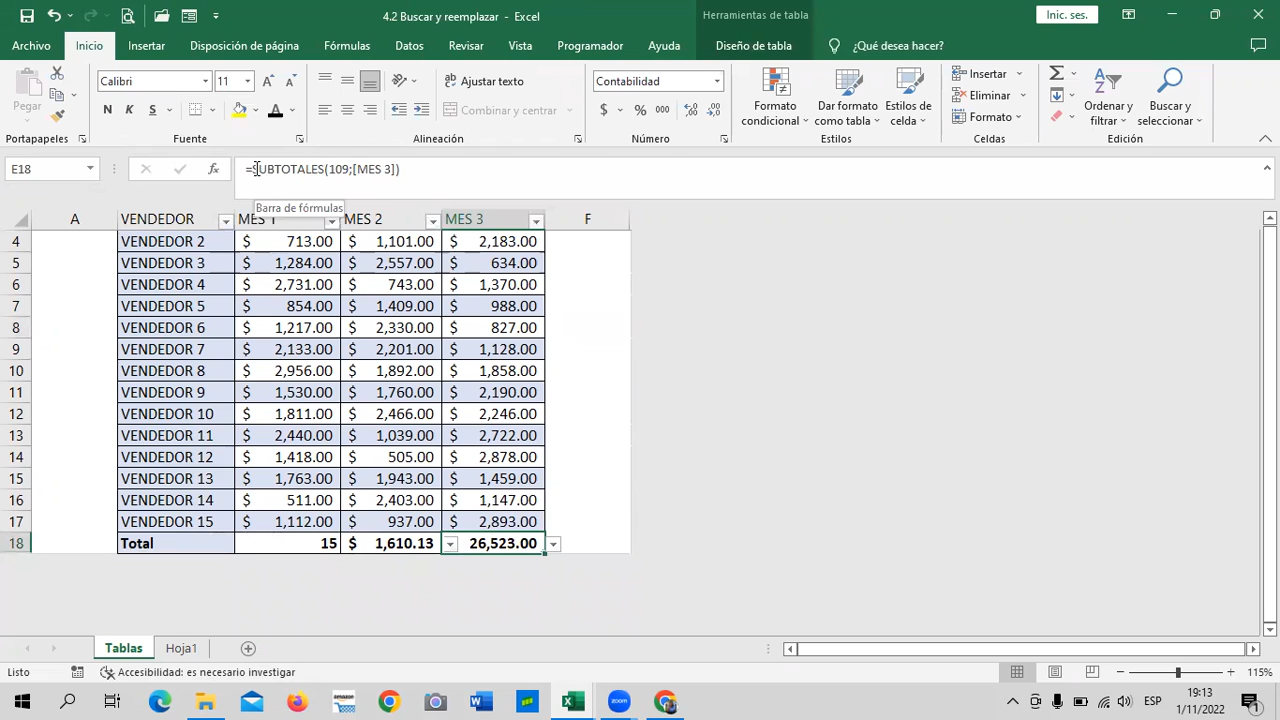 4.2 Buscar y reemplazar - Excel
Herramientas de tabla
Inic. ses.
Archivo Inicio Insertar Disposición de página Fórmulas Datos Revisar Vista Programador Ayuda Diseño de tabla ¿Qué desea hacer?
Pegar
Calibri 11
Ajustar texto
Contabilidad
Insertar
N K S
Combinar y centrar
$ % 000
Formato condicional
Dar formato como tabla
Estilos de celda
Eliminar
Formato
Ordenar y filtrar
Buscar y seleccionar
Portapapeles Fuente Alineación Número Estilos Celdas Edición
E18 fx =SUBTOTALES(109;[MES 3])
Barra de fórmulas
A VENDEDOR MES 1 MES 2 MES 3 F
4 VENDEDOR 2 $ 713.00 $ 1,101.00 $ 2,183.00
5 VENDEDOR 3 $ 1,284.00 $ 2,557.00 $ 634.00
6 VENDEDOR 4 $ 2,731.00 $ 743.00 $ 1,370.00
7 VENDEDOR 5 $ 854.00 $ 1,409.00 $ 988.00
8 VENDEDOR 6 $ 1,217.00 $ 2,330.00 $ 827.00
9 VENDEDOR 7 $ 2,133.00 $ 2,201.00 $ 1,128.00
10 VENDEDOR 8 $ 2,956.00 $ 1,892.00 $ 1,858.00
11 VENDEDOR 9 $ 1,530.00 $ 1,760.00 $ 2,190.00
12 VENDEDOR 10 $ 1,811.00 $ 2,466.00 $ 2,246.00
13 VENDEDOR 11 $ 2,440.00 $ 1,039.00 $ 2,722.00
14 VENDEDOR 12 $ 1,418.00 $ 505.00 $ 2,878.00
15 VENDEDOR 13 $ 1,763.00 $ 1,943.00 $ 1,459.00
16 VENDEDOR 14 $ 511.00 $ 2,403.00 $ 1,147.00
17 VENDEDOR 15 $ 1,112.00 $ 937.00 $ 2,893.00
18 Total 15 $ 1,610.13 26,523.00
Tablas Hoja1
Listo Accesibilidad: es necesario investigar 115%
ESP
19:13
1/11/2022